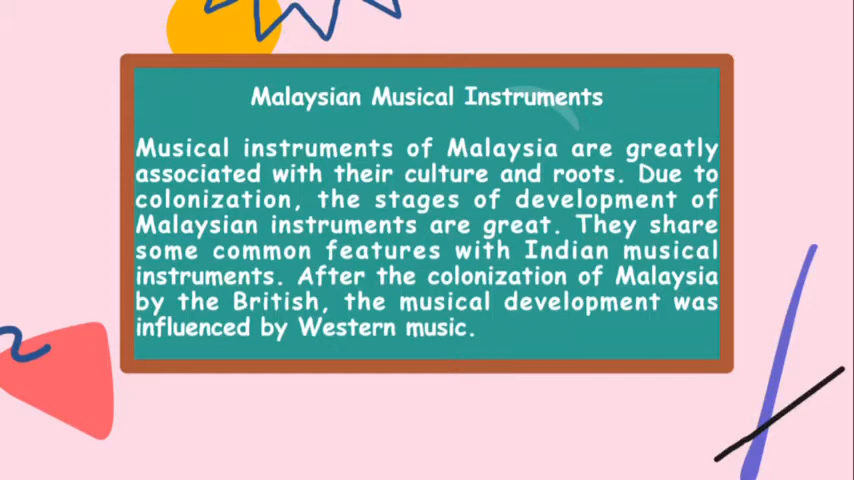 Malaysian Musical Instruments
Musical instruments of Malaysia are greatly
associated with their culture and roots. Due to
colonization, the stages of development of
Malaysian instruments are great. They share
some common features with Indian musical
instruments. After the colonization of Malaysia
by the British, the musical development was
influenced by Western music.